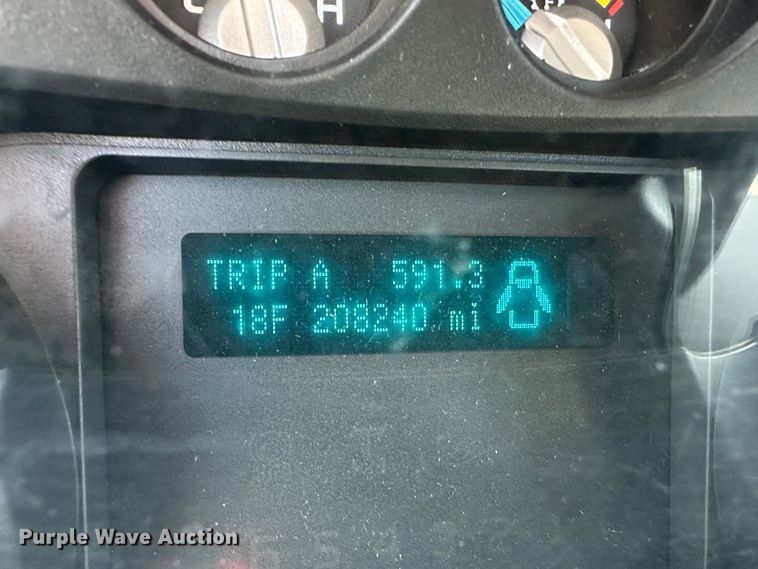 H
TRIP A 591.3
18F 208240 mi
Purple Wave Auction